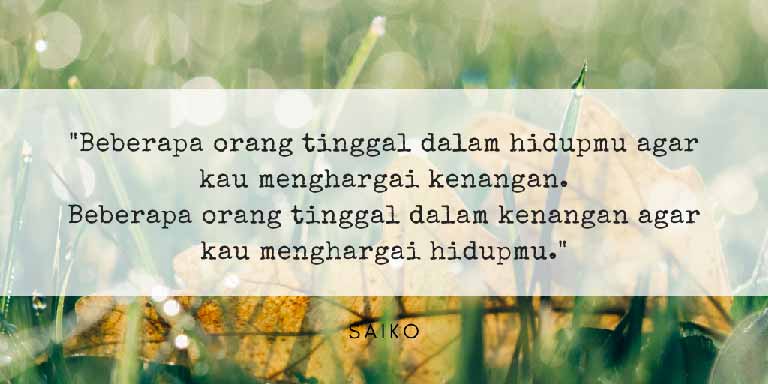 "Beberapa orang tinggal dalam hidupmu agar
kau menghargai kenangan.
Beberapa orang tinggal dalam kenangan agar
kau menghargai hidupmu."
SAIKO